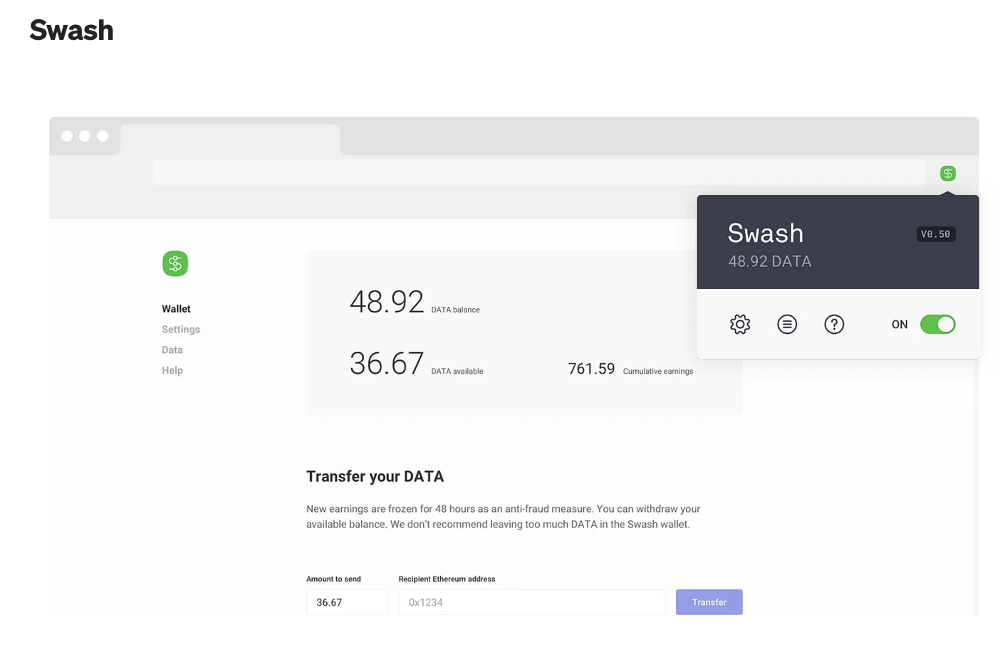 Swash
Swash
V0.50
48.92 DATA
ON
Wallet
Settings
Data
Help
48.92 DATA balance
36.67 DATA available
761.59 Cumulative earnings
Transfer your DATA
New earnings are frozen for 48 hours as an anti-fraud measure. You can withdraw your
available balance. We don’t recommend leaving too much DATA in the Swash wallet.
Amount to send
Recipient Ethereum address
36.67
0x1234
Transfer